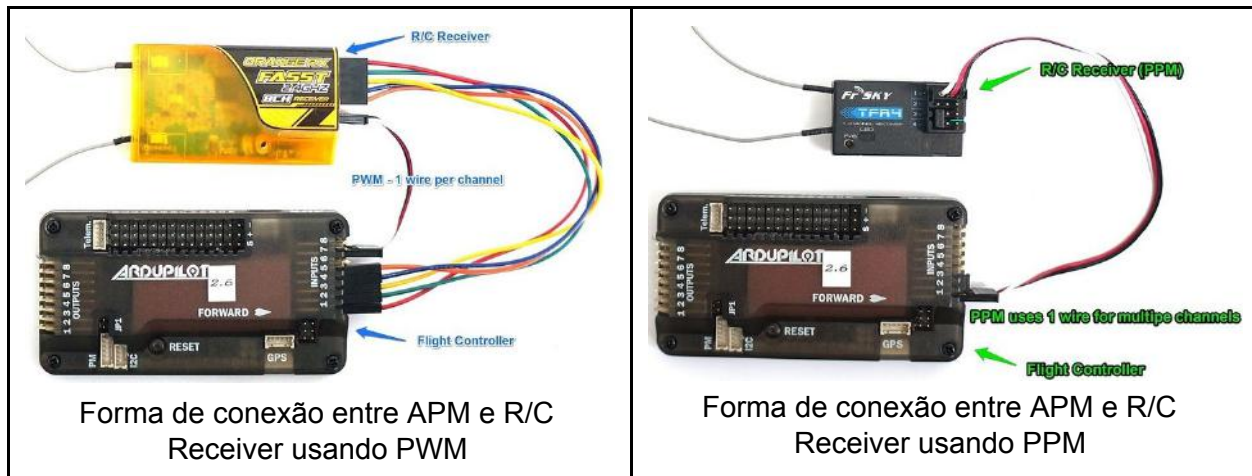 R/C Receiver
ORANGERX
FASST
2.4GHZ
8CH RECEIVER
PWM - 1 wire per channel
Telem.
S + -
ARDUPILOT
2.6
INPUTS
1 2 3 4 5 6 7 8
OUTPUTS
1 2 3 4 5 6 7 8
FORWARD
JP1
RESET
PM
I2C
GPS
Flight Controller
Forma de conexão entre APM e R/C
Receiver usando PWM
R/C Receiver (PPM)
FrSKY
TFR4
PPM uses 1 wire for multipe channels
Telem.
S + -
ARDUPILOT
2.6
INPUTS
1 2 3 4 5 6 7 8
OUTPUTS
1 2 3 4 5 6 7 8
FORWARD
JP1
RESET
PM
I2C
GPS
Flight Controller
Forma de conexão entre APM e R/C
Receiver usando PPM